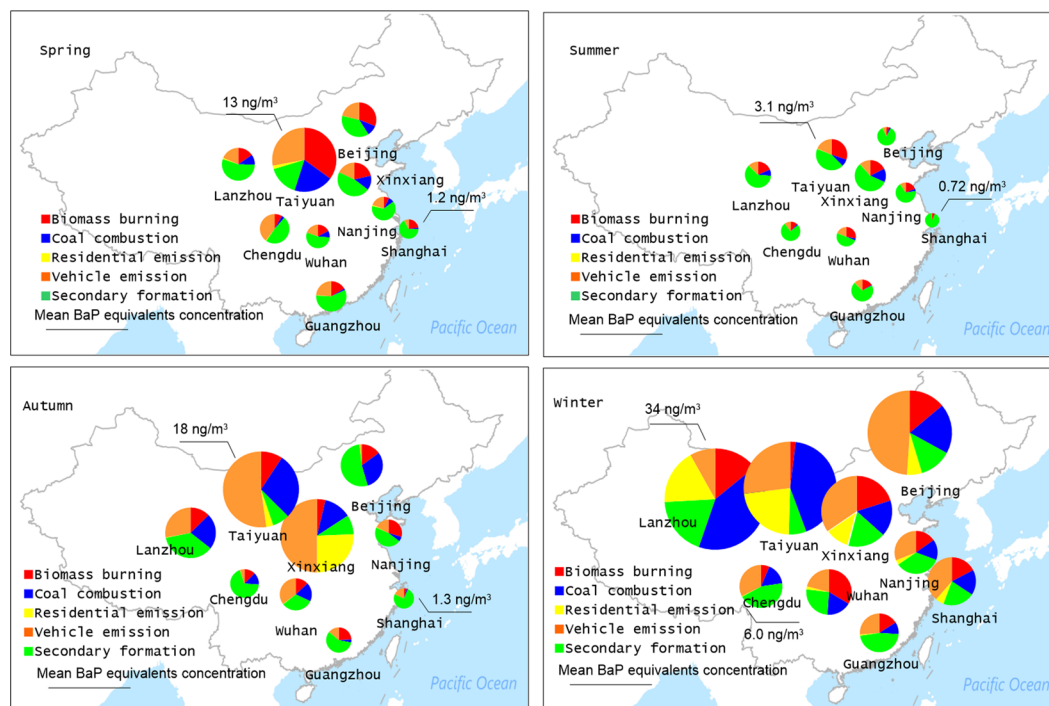 Spring
13 ng/m³
Beijing
Lanzhou
Taiyuan
Xinxiang
1.2 ng/m³
Nanjing
Shanghai
Chengdu
Wuhan
Guangzhou
Biomass burning
Coal combustion
Residential emission
Vehicle emission
Secondary formation
Mean BaP equivalents concentration
Pacific Ocean
Summer
3.1 ng/m³
Beijing
Taiyuan
Lanzhou
Xinxiang
0.72 ng/m³
Nanjing
Shanghai
Chengdu
Wuhan
Guangzhou
Biomass burning
Coal combustion
Residential emission
Vehicle emission
Secondary formation
Mean BaP equivalents concentration
Pacific Ocean
Autumn
18 ng/m³
Beijing
Taiyuan
Lanzhou
Xinxiang
Nanjing
Chengdu
1.3 ng/m³
Shanghai
Wuhan
Guangzhou
Biomass burning
Coal combustion
Residential emission
Vehicle emission
Secondary formation
Mean BaP equivalents concentration
Pacific Ocean
Winter
34 ng/m³
Beijing
Lanzhou
Taiyuan
Xinxiang
Nanjing
Wuhan
Chengdu
Shanghai
6.0 ng/m³
Guangzhou
Biomass burning
Coal combustion
Residential emission
Vehicle emission
Secondary formation
Mean BaP equivalents concentration
Pacific Ocean